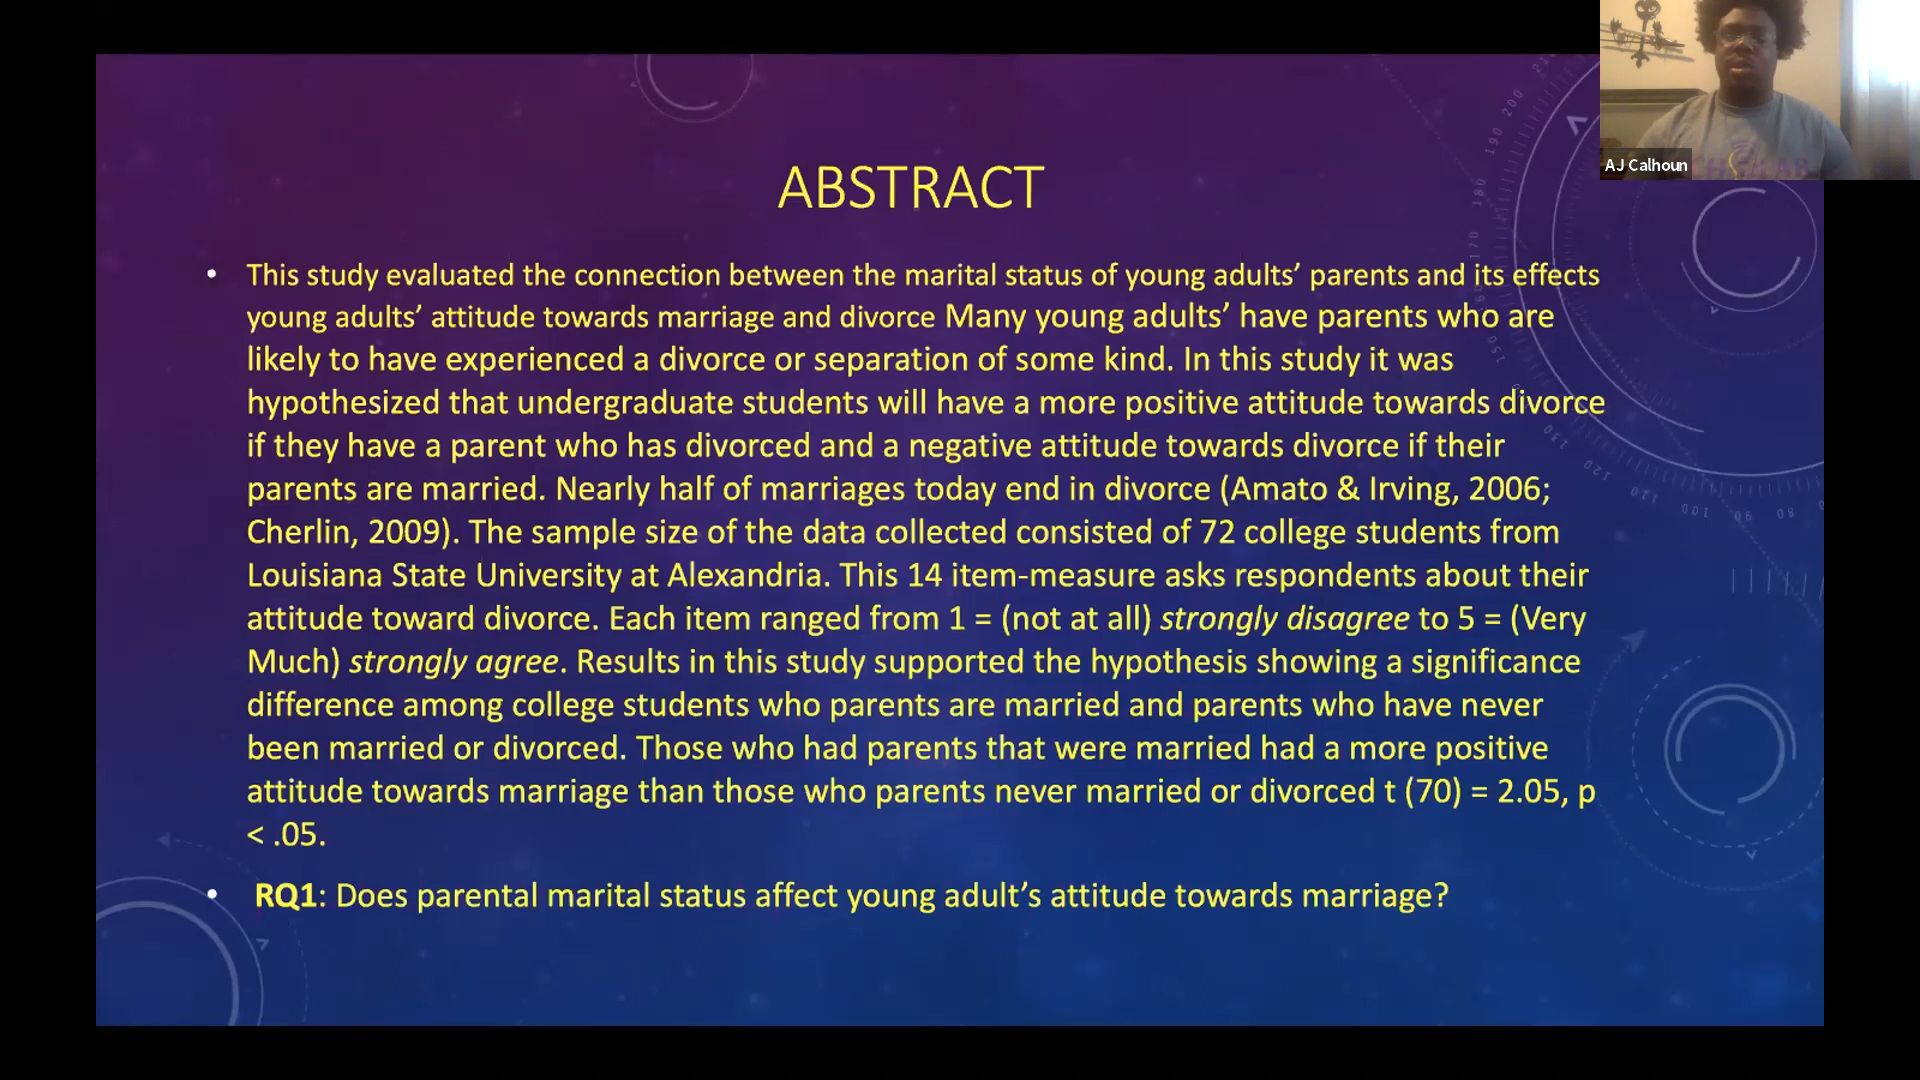 ABSTRACT
AJ Calhoun
• This study evaluated the connection between the marital status of young adults’ parents and its effects
young adults’ attitude towards marriage and divorce Many young adults’ have parents who are
likely to have experienced a divorce or separation of some kind. In this study it was
hypothesized that undergraduate students will have a more positive attitude towards divorce
if they have a parent who has divorced and a negative attitude towards divorce if their
parents are married. Nearly half of marriages today end in divorce (Amato & Irving, 2006;
Cherlin, 2009). The sample size of the data collected consisted of 72 college students from
Louisiana State University at Alexandria. This 14 item-measure asks respondents about their
attitude toward divorce. Each item ranged from 1 = (not at all) strongly disagree to 5 = (Very
Much) strongly agree. Results in this study supported the hypothesis showing a significance
difference among college students who parents are married and parents who have never
been married or divorced. Those who had parents that were married had a more positive
attitude towards marriage than those who parents never married or divorced t (70) = 2.05, p
< .05.
• RQ1: Does parental marital status affect young adult’s attitude towards marriage?